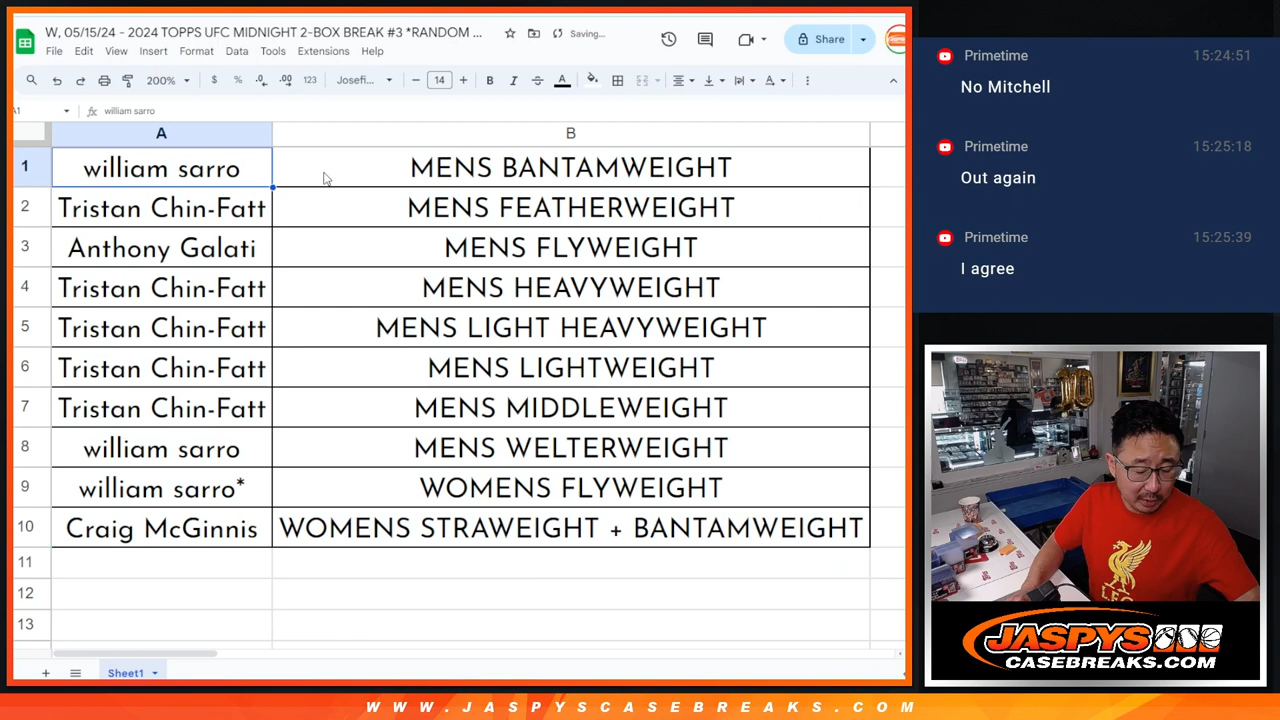 W, 05/15/24 - 2024 TOPPS UFC MIDNIGHT 2-BOX BREAK #3 *RANDOM ...
Saving...
Share
File Edit View Insert Format Data Tools Extensions Help
200% $ % .0 .00 123 Josefi... − 14 + B I A
A1 fx william sarro
A B
1 william sarro MENS BANTAMWEIGHT
2 Tristan Chin-Fatt MENS FEATHERWEIGHT
3 Anthony Galati MENS FLYWEIGHT
4 Tristan Chin-Fatt MENS HEAVYWEIGHT
5 Tristan Chin-Fatt MENS LIGHT HEAVYWEIGHT
6 Tristan Chin-Fatt MENS LIGHTWEIGHT
7 Tristan Chin-Fatt MENS MIDDLEWEIGHT
8 william sarro MENS WELTERWEIGHT
9 william sarro* WOMENS FLYWEIGHT
10 Craig McGinnis WOMENS STRAWEIGHT + BANTAMWEIGHT
11
12
13
+ Sheet1
Primetime 15:24:51
No Mitchell
Primetime 15:25:18
Out again
Primetime 15:25:39
I agree
10
JASPYS
CASEBREAKS.COM
WWW.JASPYSCASEBREAKS.COM